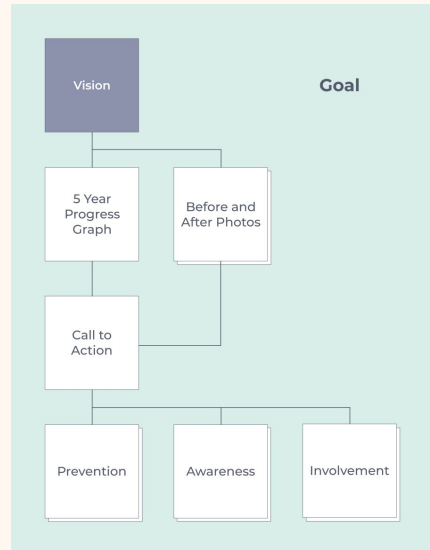 Vision
Goal
5 Year
Progress
Graph
Before and
After Photos
Call to
Action
Prevention
Awareness
Involvement